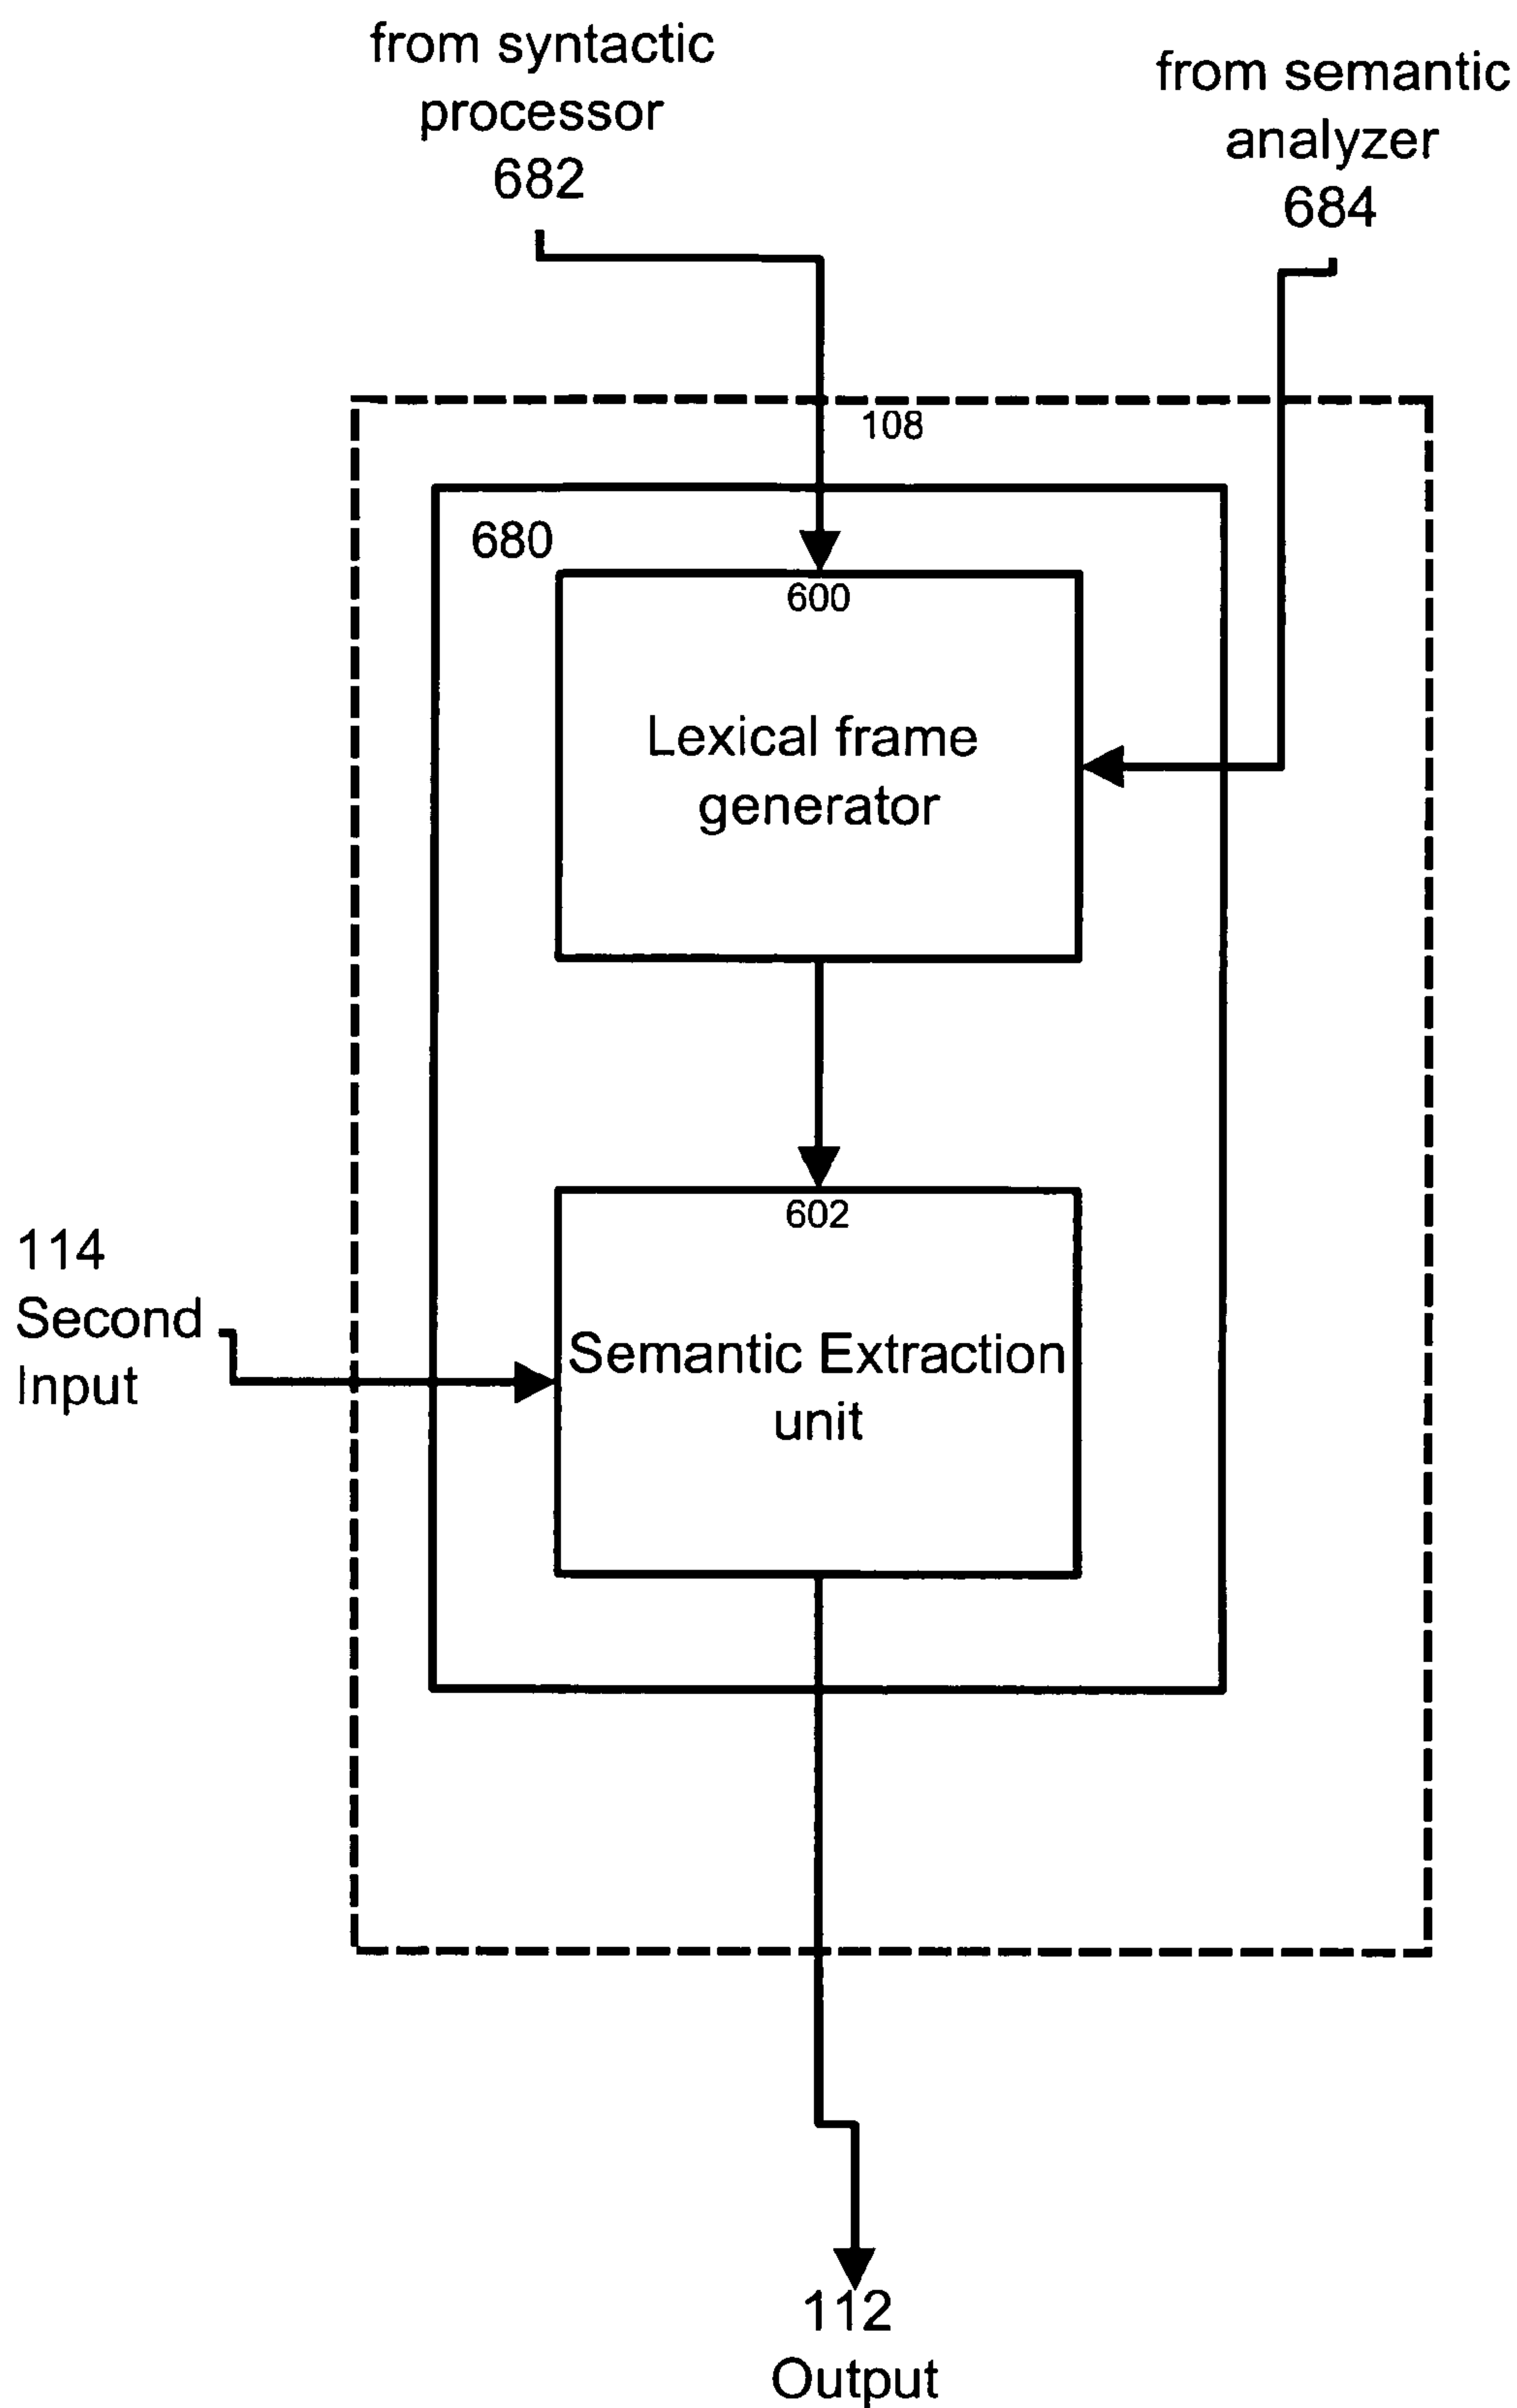 from syntactic
processor
682
from semantic
analyzer
684
108
680
600
Lexical frame
generator
602
114
Second
Input
Semantic Extraction
unit
112
Output